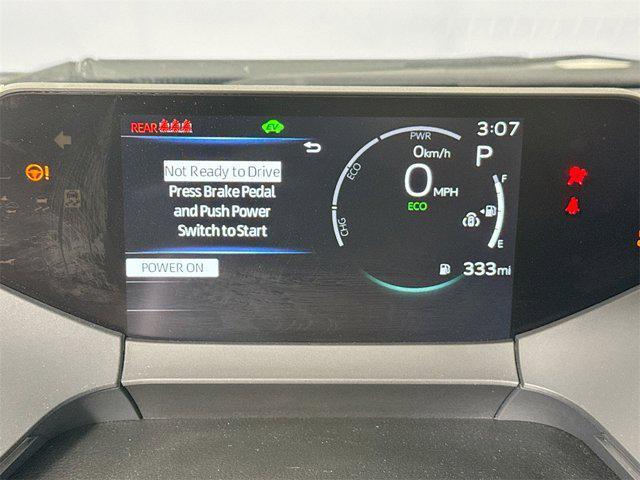 REAR
EV
3:07
PWR
0km/h
P
Not Ready to Drive
Press Brake Pedal
and Push Power
Switch to Start
ECO
0 MPH
ECO
CHG
F
E
POWER ON
333mi